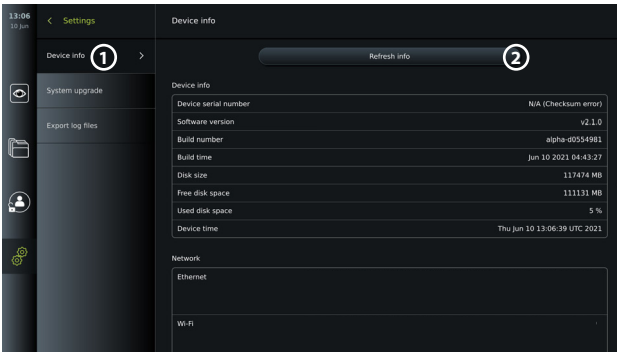 13:06
10 Jun
Settings
Device info
Device info
1
System upgrade
Export log files
Refresh info
2
Device info
Device serial number N/A (Checksum error)
Software version v2.1.0
Build number alpha-d0554981
Build time Jun 10 2021 04:43:27
Disk size 117474 MB
Free disk space 111131 MB
Used disk space 5 %
Device time Thu Jun 10 13:06:39 UTC 2021
Network
Ethernet
Wi-Fi